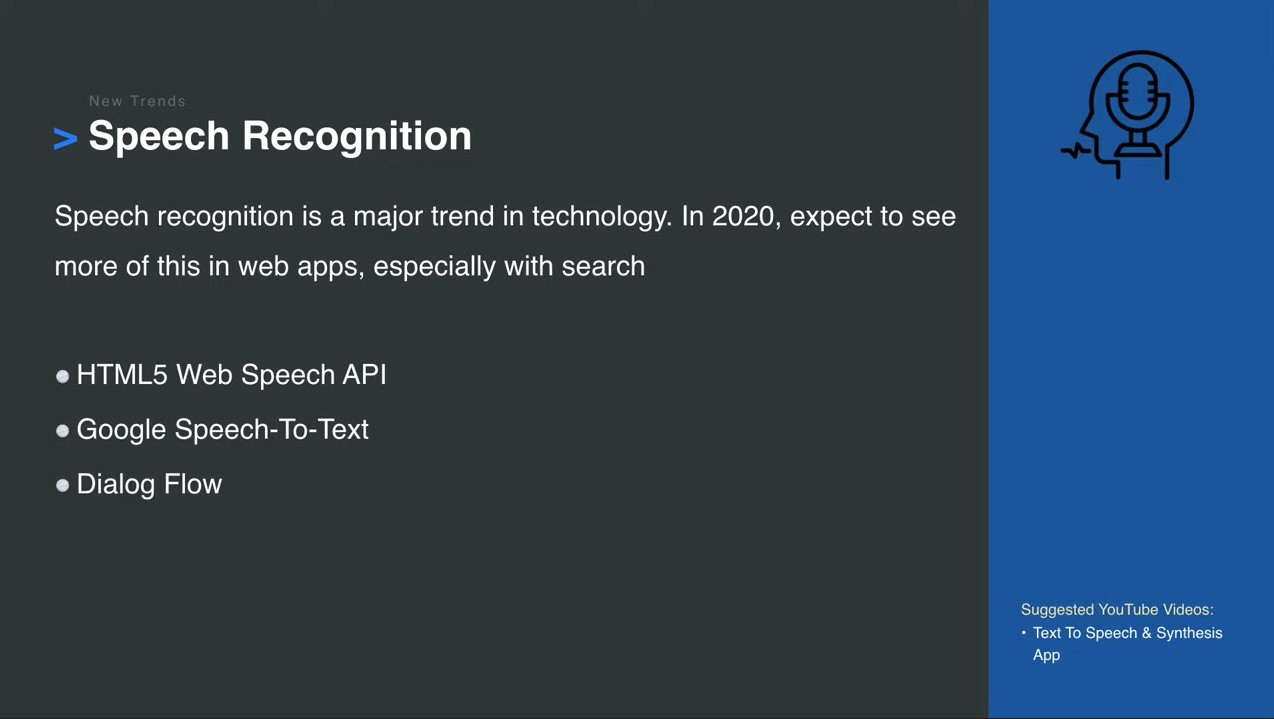 New Trends
> Speech Recognition
Speech recognition is a major trend in technology. In 2020, expect to see
more of this in web apps, especially with search
HTML5 Web Speech API
Google Speech-To-Text
Dialog Flow
Suggested YouTube Videos:
• Text To Speech & Synthesis
App